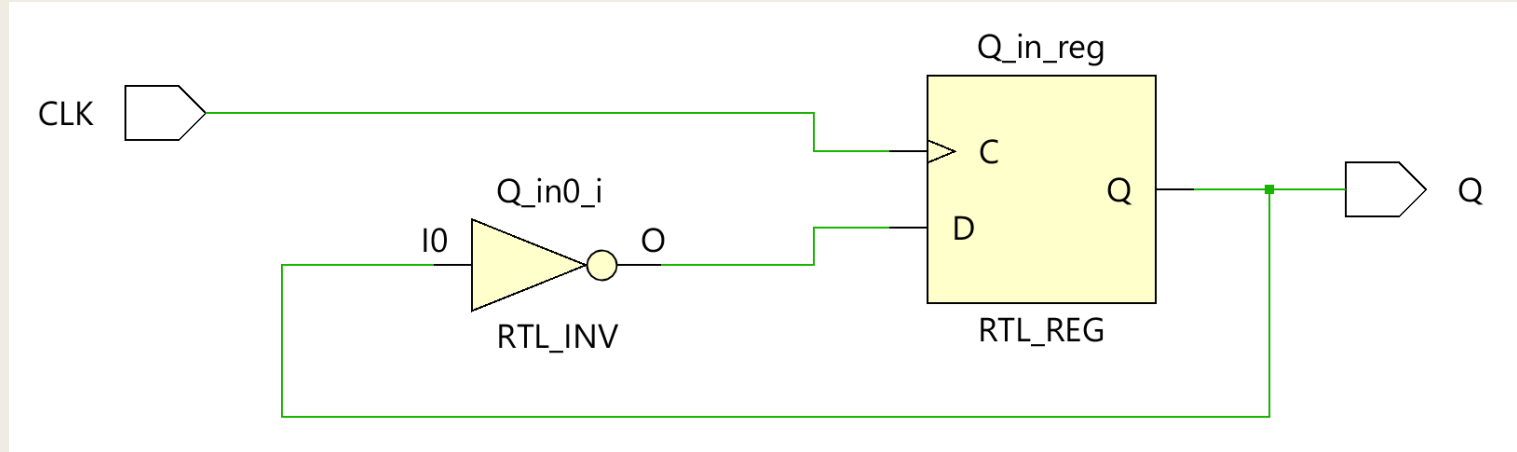 Q_in_reg
CLK
C
Q_in0_i
Q
Q
I0
O
D
RTL_INV
RTL_REG